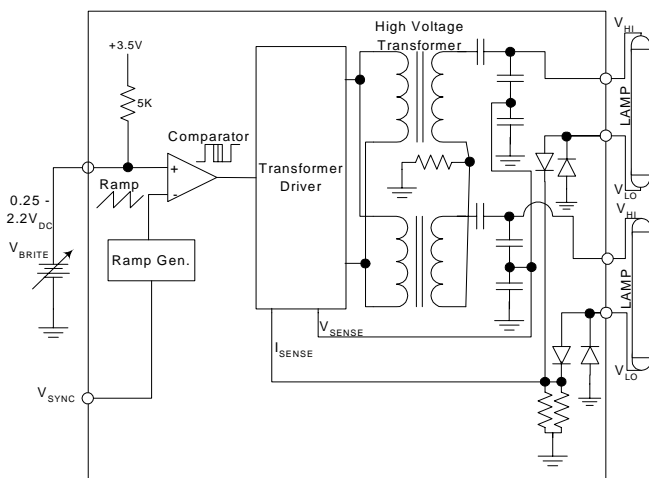 High Voltage
Transformer
V_HI
+3.5V
5K
LAMP
Comparator
Transformer
Driver
+
Ramp
-
0.25 -
2.2V_DC
V_LO
V_HI
V_BRITE
Ramp Gen.
LAMP
V_SENSE
I_SENSE
V_LO
V_SYNC